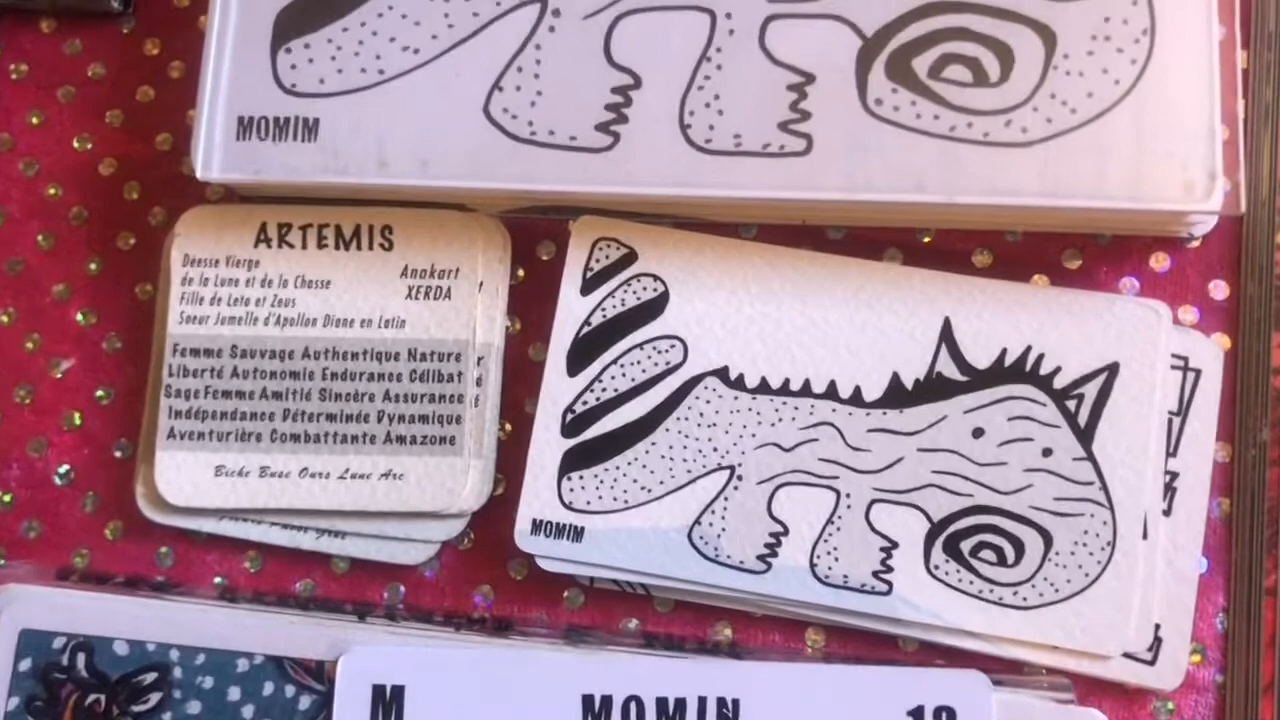 MOMIM
ARTEMIS
Déesse Vierge
de la Lune et de la Chasse
Fille de Leto et Zeus
Soeur Jumelle d'Apollon Diane en Latin
Anakart
XERDA
Femme Sauvage Authentique Nature
Liberté Autonomie Endurance Célibat
Sage Femme Amitié Sincère Assurance
Indépendance Déterminée Dynamique
Aventurière Combattante Amazone
Biche Buse Ours Lune Arc
MOMIM
M MOMIN 18